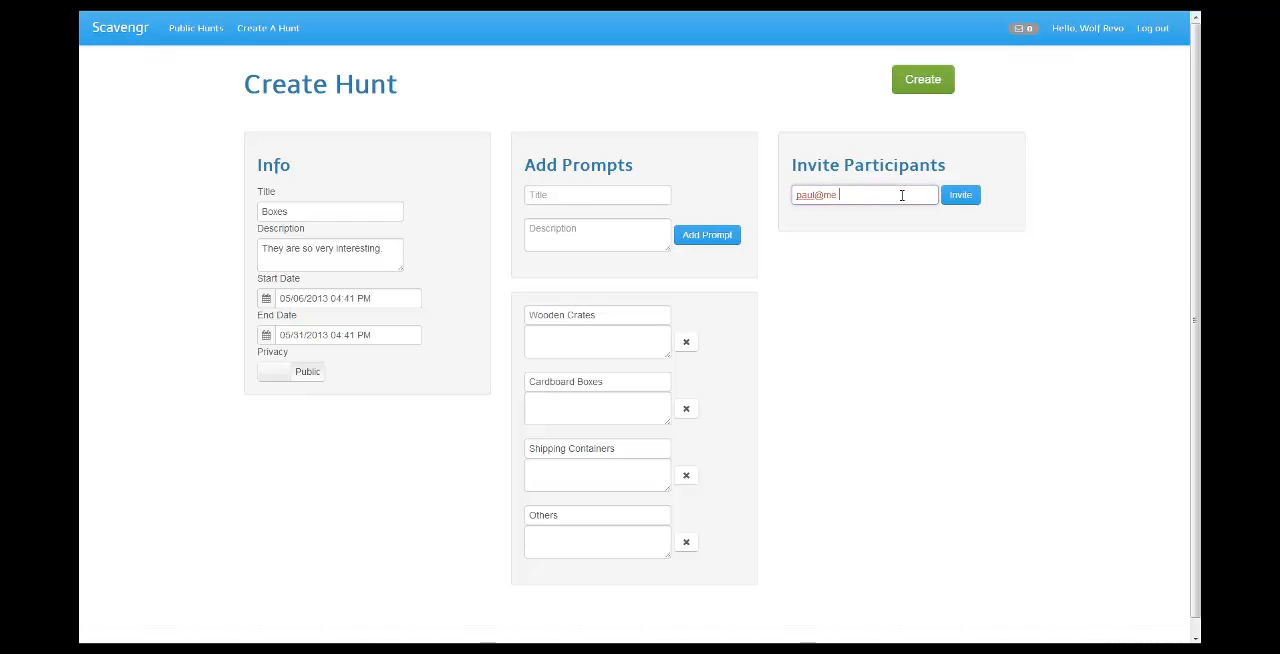 Scavengr Public Hunts Create A Hunt 0 Hello, Wolf Revo Log out
Create Hunt
Create
Info
Title
Boxes
Description
They are so very interesting.
Start Date
05/06/2013 04:41 PM
End Date
05/31/2013 04:41 PM
Privacy
Public
Add Prompts
Title
Description
Add Prompt
Wooden Crates
Cardboard Boxes
Shipping Containers
Others
Invite Participants
paul@me
Invite